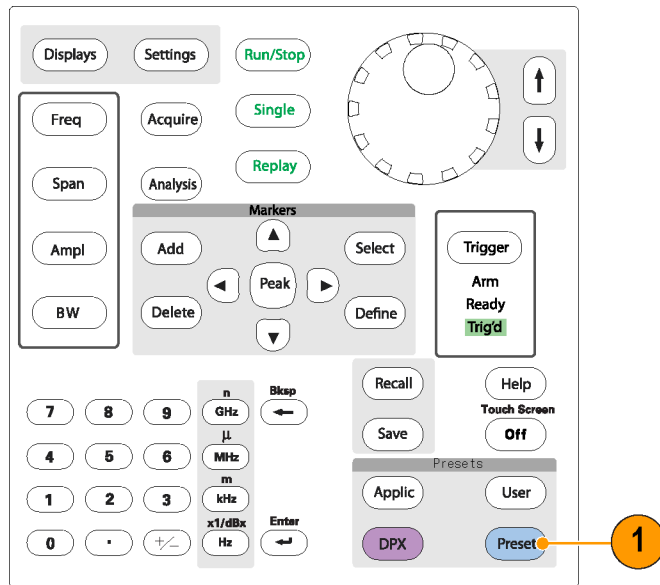 Displays Settings Run/Stop
Freq Acquire Single
Span Analysis Replay
Markers
Ampl Add Select Trigger
Peak
BW Delete Define
Arm
Ready
Trig'd
Recall Help
Touch Screen
Save Off
n Bksp
7 8 9 GHz ←
µ
4 5 6 MHz
m
1 2 3 kHz
x1/dBx Enter
0 . +/− Hz ↵
Presets
Applic User
DPX Preset
1